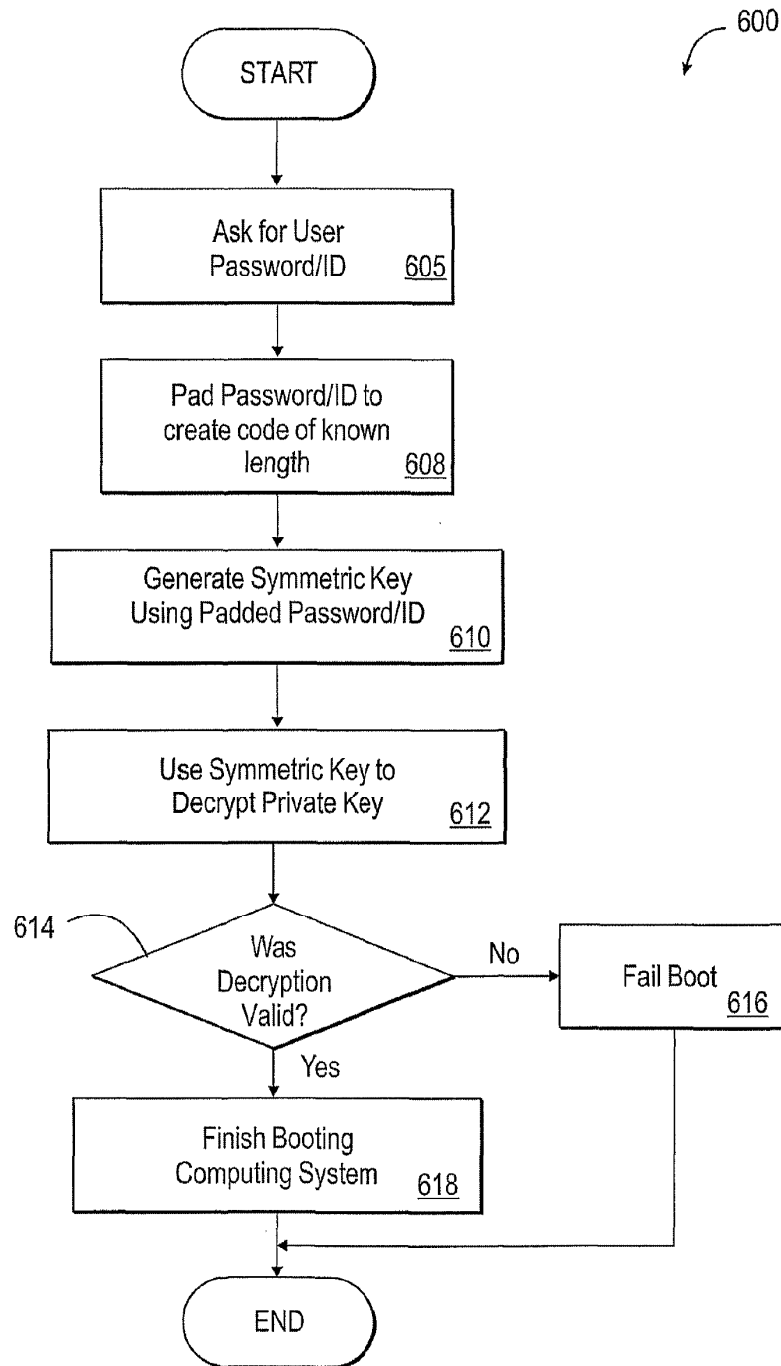 600
START
Ask for User
Password/ID
605
Pad Password/ID to
create code of known
length
608
Generate Symmetric Key
Using Padded Password/ID
610
Use Symmetric Key to
Decrypt Private Key
612
614
Was
Decryption
Valid?
No
Fail Boot
616
Yes
Finish Booting
Computing System
618
END